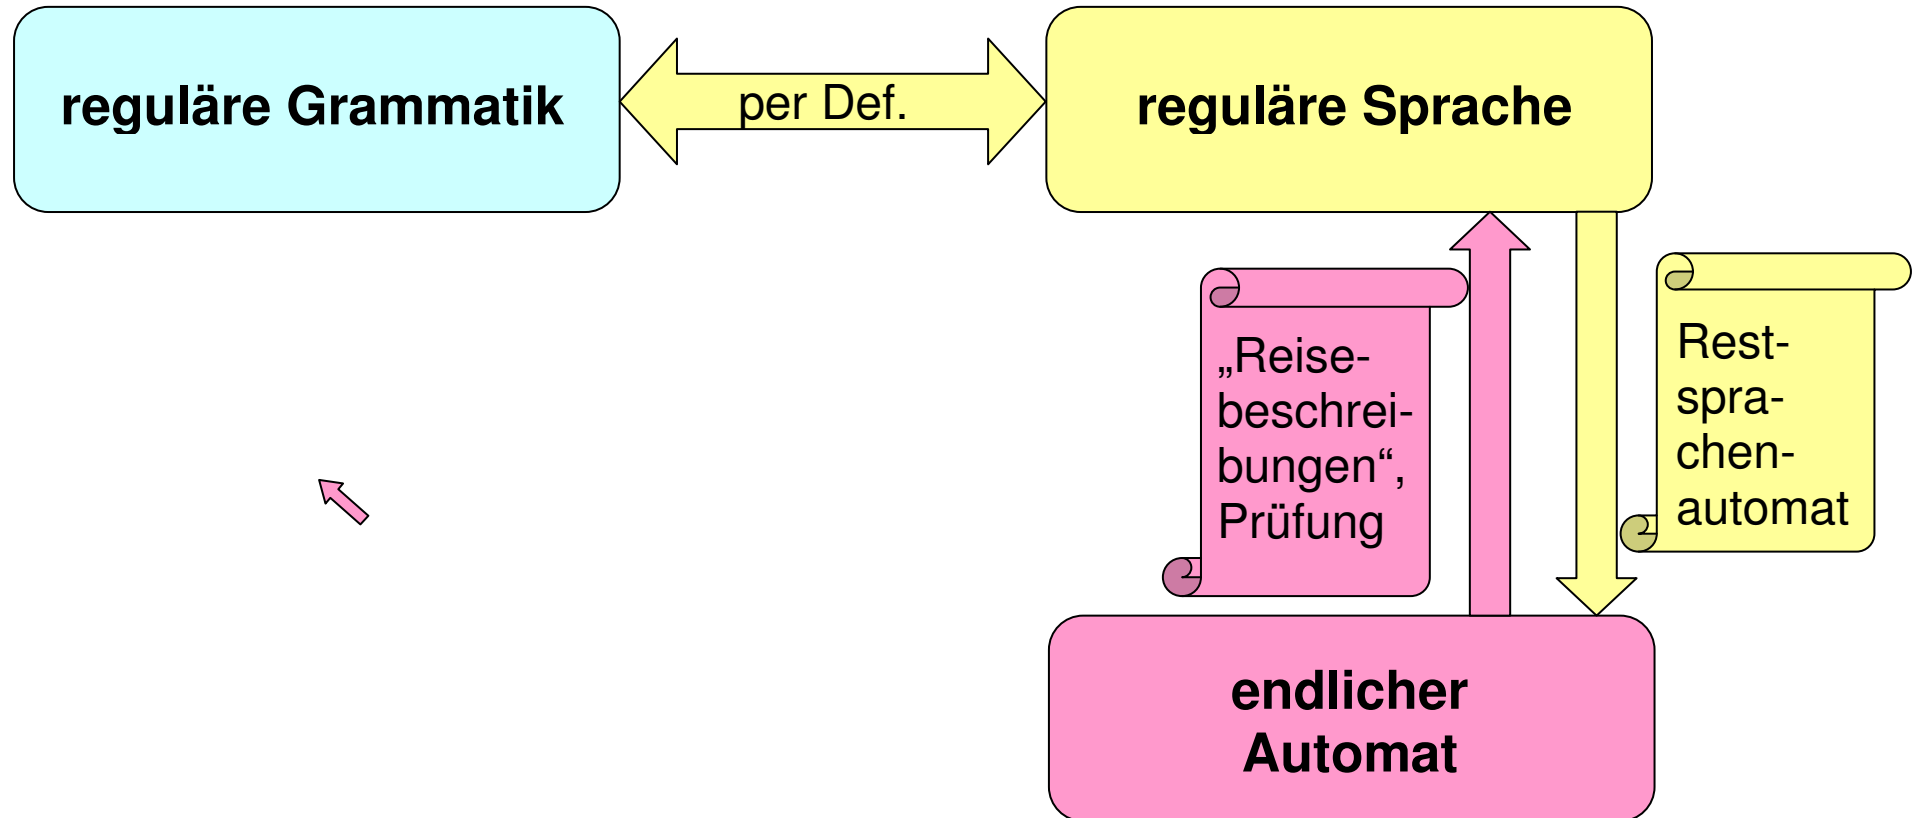 reguläre Grammatik
per Def.
reguläre Sprache
„Reise-
beschrei-
bungen“,
Prüfung
Rest-
spra-
chen-
automat
endlicher
Automat